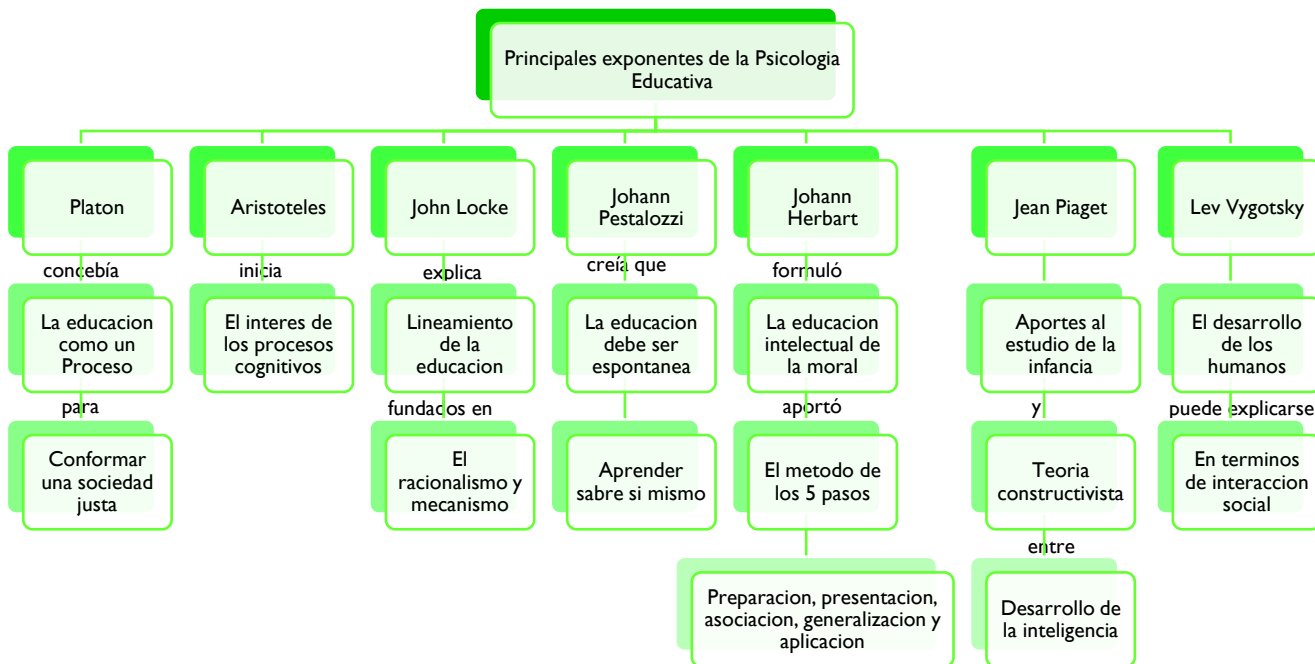 Principales exponentes de la Psicologia
Educativa
Platon
Aristoteles
John Locke
Johann
Pestalozzi
Johann
Herbart
Jean Piaget
Lev Vygotsky
concebía
inicia
explica
creía que
formuló
La educacion
como un
Proceso
El interes de
los procesos
cognitivos
Lineamiento
de la
educacion
La educacion
debe ser
espontanea
La educacion
intelectual de
la moral
Aportes al
estudio de la
infancia
El desarrollo
de los
humanos
para
fundados en
aportó
y
puede explicarse
Conformar
una sociedad
justa
El
racionalismo y
mecanismo
Aprender
sabre si mismo
El metodo de
los 5 pasos
Teoria
constructivista
En terminos
de interaccion
social
entre
Preparacion, presentacion,
asociacion, generalizacion y
aplicacion
Desarrollo de
la inteligencia